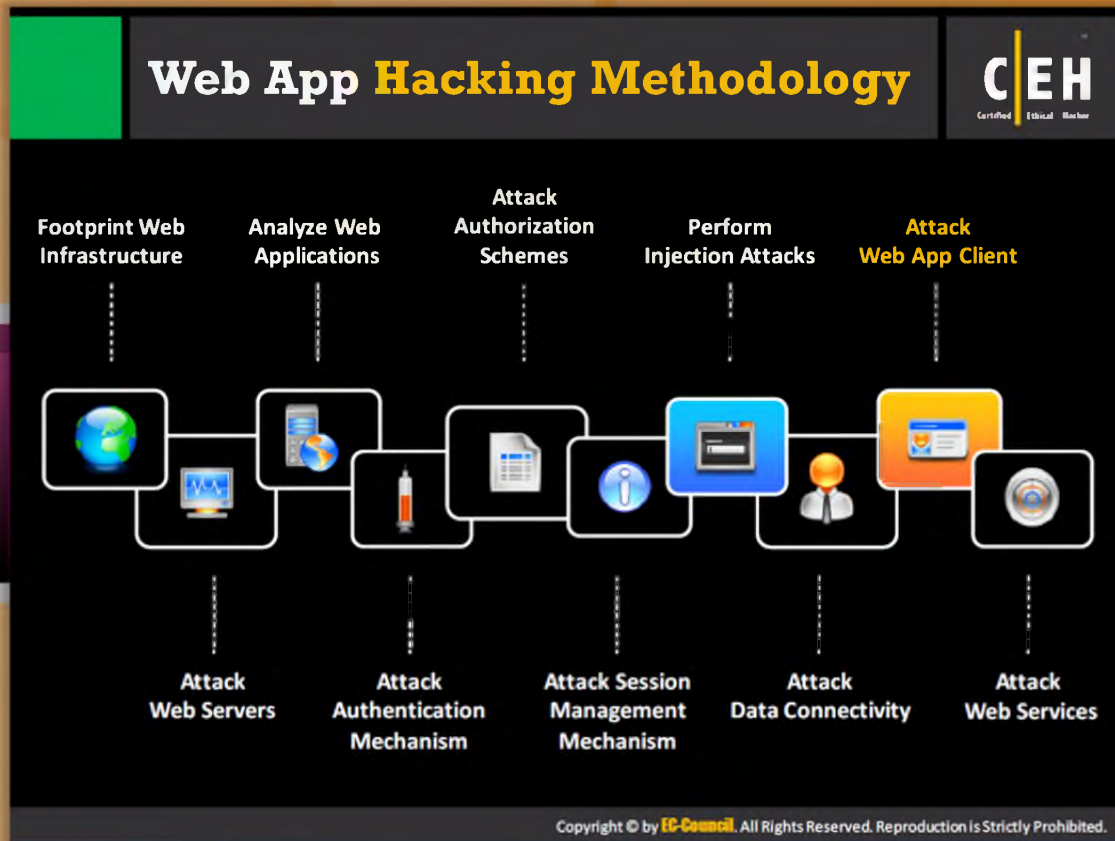 Web App Hacking Methodology
C EH
Certified Ethical Hacker
Footprint Web
Infrastructure
Analyze Web
Applications
Attack
Authorization
Schemes
Perform
Injection Attacks
Attack
Web App Client
Attack
Web Servers
Attack
Authentication
Mechanism
Attack Session
Management
Mechanism
Attack
Data Connectivity
Attack
Web Services
Copyright © by EC-Council. All Rights Reserved. Reproduction is Strictly Prohibited.